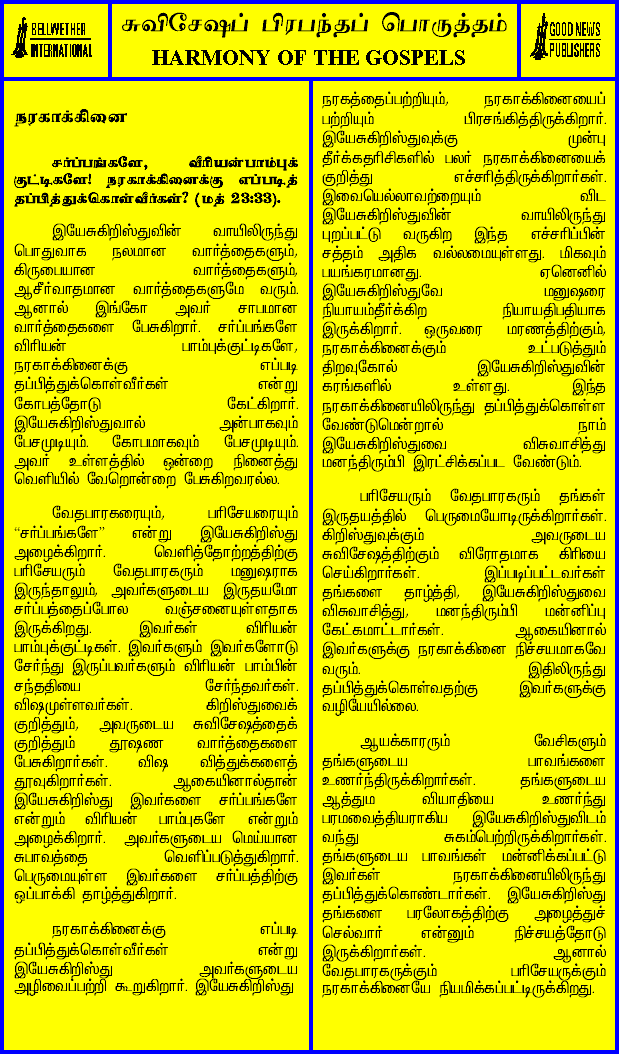 BELLWETHER
INTERNATIONAL
சுவிசேஷப் பிரபந்தப் பொருத்தம்
HARMONY OF THE GOSPELS
GOOD NEWS
PUBLISHERS
நரகாக்கினை
சர்ப்பங்களே, விரியன்பாம்புக்
குட்டிகளே! நரகாக்கினைக்கு எப்படித்
தப்பித்துக்கொள்வீர்கள்? (மத் 23:33).
இயேசுகிறிஸ்துவின் வாயிலிருந்து
பொதுவாக நலமான வார்த்தைகளும்,
கிருபையான வார்த்தைகளும்,
ஆசீர்வாதமான வார்த்தைகளுமே வரும்.
ஆனால் இங்கோ அவர் சாபமான
வார்த்தைகளை பேசுகிறார். சர்ப்பங்களே
விரியன் பாம்புக்குட்டிகளே,
நரகாக்கினைக்கு எப்படி
தப்பித்துக்கொள்வீர்கள் என்று
கோபத்தோடு கேட்கிறார்.
இயேசுகிறிஸ்துவால் அன்பாகவும்
பேசமுடியும். கோபமாகவும் பேசமுடியும்.
அவர் உள்ளத்தில் ஒன்றை நினைத்து
வெளியில் வேறொன்றை பேசுகிறவரல்ல.
வேதபாரகரையும், பரிசேயரையும்
“சர்ப்பங்களே” என்று இயேசுகிறிஸ்து
அழைக்கிறார். வெளித்தோற்றத்திற்கு
பரிசேயரும் வேதபாரகரும் மனுஷராக
இருந்தாலும், அவர்களுடைய இருதயமோ
சர்ப்பத்தைப்போல வஞ்சனையுள்ளதாக
இருக்கிறது. இவர்கள் விரியன்
பாம்புக்குட்டிகள். இவர்களும் இவர்களோடு
சேர்ந்து இருப்பவர்களும் விரியன் பாம்பின்
சந்ததியை சேர்ந்தவர்கள்.
விஷமுள்ளவர்கள். கிறிஸ்துவைக்
குறித்தும், அவருடைய சுவிசேஷத்தைக்
குறித்தும் தூஷண வார்த்தைகளை
பேசுகிறார்கள். விஷ வித்துக்களைத்
தூவுகிறார்கள். ஆகையினால்தான்
இயேசுகிறிஸ்து இவர்களை சர்ப்பங்களே
என்றும் விரியன் பாம்புகளே என்றும்
அழைக்கிறார். அவர்களுடைய மெய்யான
சுபாவத்தை வெளிப்படுத்துகிறார்.
பெருமையுள்ள இவர்களை சர்ப்பத்திற்கு
ஒப்பாக்கி தாழ்த்துகிறார்.
நரகாக்கினைக்கு எப்படி
தப்பித்துக்கொள்வீர்கள் என்று
இயேசுகிறிஸ்து அவர்களுடைய
அழிவைப்பற்றி கூறுகிறார். இயேசுகிறிஸ்து
நரகத்தைப்பற்றியும், நரகாக்கினையைப்
பற்றியும் பிரசங்கித்திருக்கிறார்.
இயேசுகிறிஸ்துவுக்கு முன்பு
தீர்க்கதரிசிகளில் பலர் நரகாக்கினையைக்
குறித்து எச்சரித்திருக்கிறார்கள்.
இவையெல்லாவற்றையும் விட
இயேசுகிறிஸ்துவின் வாயிலிருந்து
புறப்பட்டு வருகிற இந்த எச்சரிப்பின்
சத்தம் அதிக வல்லமையுள்ளது. மிகவும்
பயங்கரமானது. ஏனெனில்
இயேசுகிறிஸ்துவே மனுஷரை
நியாயம்தீர்க்கிற நியாயதிபதியாக
இருக்கிறார். ஒருவரை மரணத்திற்கும்,
நரகாக்கினைக்கும் உட்படுத்தும்
திறவுகோல் இயேசுகிறிஸ்துவின்
கரங்களில் உள்ளது. இந்த
நரகாக்கினையிலிருந்து தப்பித்துக்கொள்ள
வேண்டுமென்றால் நாம்
இயேசுகிறிஸ்துவை விசுவாசித்து
மனந்திரும்பி இரட்சிக்கப்பட வேண்டும்.
பரிசேயரும் வேதபாரகரும் தங்கள்
இருதயத்தில் பெருமையோடிருக்கிறார்கள்.
கிறிஸ்துவுக்கும் அவருடைய
சுவிசேஷத்திற்கும் விரோதமாக கிரியை
செய்கிறார்கள். இப்படிப்பட்டவர்கள்
தங்களை தாழ்த்தி, இயேசுகிறிஸ்துவை
விசுவாசித்து, மனந்திரும்பி மன்னிப்பு
கேட்கமாட்டார்கள். ஆகையினால்
இவர்களுக்கு நரகாக்கினை நிச்சயமாகவே
வரும். இதிலிருந்து
தப்பித்துக்கொள்வதற்கு இவர்களுக்கு
வழியேயில்லை.
ஆயக்காரரும் வேசிகளும்
தங்களுடைய பாவங்களை
உணர்ந்திருக்கிறார்கள். தங்களுடைய
ஆத்தும வியாதியை உணர்ந்து
பரமவைத்தியராகிய இயேசுகிறிஸ்துவிடம்
வந்து சுகம்பெற்றிருக்கிறார்கள்.
தங்களுடைய பாவங்கள் மன்னிக்கப்பட்டு
இவர்கள் நரகாக்கினையிலிருந்து
தப்பித்துக்கொண்டார்கள். இயேசுகிறிஸ்து
தங்களை பரலோகத்திற்கு அழைத்துச்
செல்வார் என்னும் நிச்சயத்தோடு
இருக்கிறார்கள். ஆனால்
வேதபாரகருக்கும் பரிசேயருக்கும்
நரகாக்கினையே நியமிக்கப்பட்டிருக்கிறது.